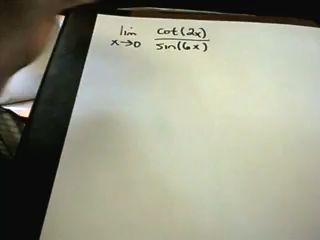 lim x→0 cot(2x) / sin(6x)